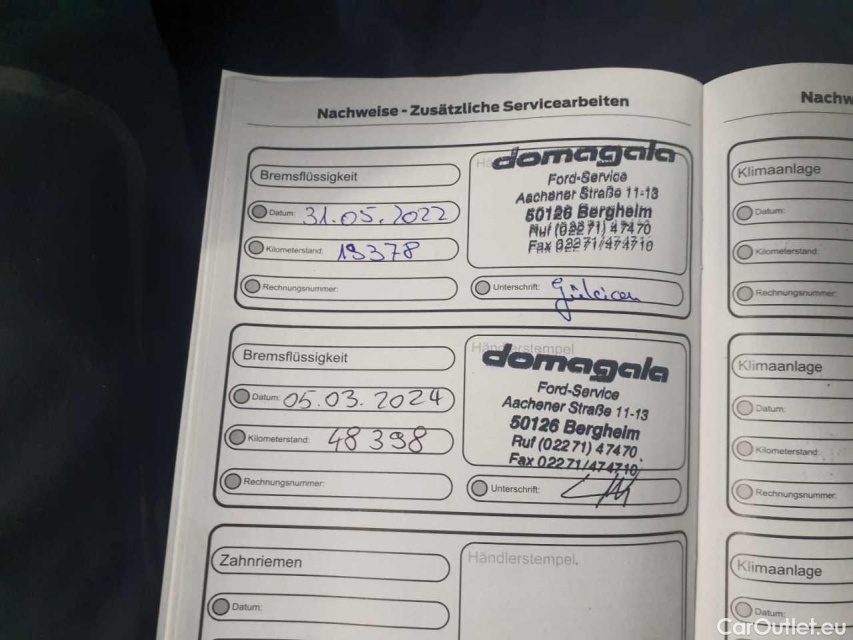 Nachweise - Zusätzliche Servicearbeiten
Bremsflüssigkeit
Datum: 31.05.2022
Kilometerstand: 19378
Rechnungsnummer:
domagala
Ford-Service
Aachener Straße 11-13
50126 Bergheim
Ruf (02271) 47470
Fax 02271/474710
Unterschrift:
Bremsflüssigkeit
Datum: 05.03.2024
Kilometerstand: 48398
Rechnungsnummer:
Händlerstempel
domagala
Ford-Service
Aachener Straße 11-13
50126 Bergheim
Ruf (02271) 47470
Fax 02271/474710
Unterschrift:
Zahnriemen
Datum:
Händlerstempel
Nachw
Klimaanlage
Datum:
Kilometerstand:
Rechnungsnummer:
Klimaanlage
Datum:
Kilometerstand:
Rechnungsnummer:
Klimaanlage
Datum:
CarOutlet.eu